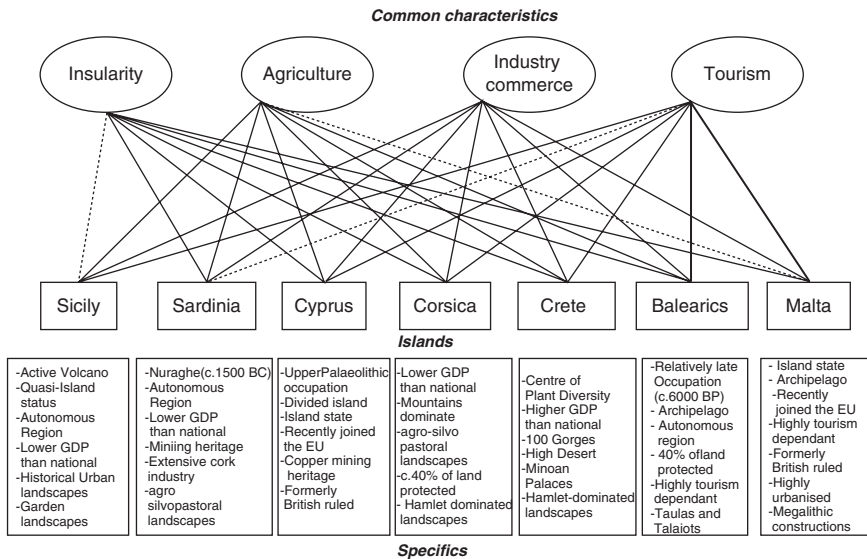 Common characteristics
Insularity
Agriculture
Industry
commerce
Tourism
Sicily
Sardinia
Cyprus
Corsica
Crete
Balearics
Malta
Islands
-Active Volcano
-Quasi-Island
status
-Autonomous
Region
-Lower GDP
than national
-Historical Urban
landscapes
-Garden
landscapes
-Nuraghe(c.1500 BC)
-Autonomous
Region
-Lower GDP
than national
-Miniing heritage
-Extensive cork
industry
-agro
silvopastoral
landscapes
-UpperPalaeolithic
occupation
-Divided island
-Island state
-Recently joined
the EU
-Copper mining
heritage
-Formerly
British ruled
-Lower GDP
than national
-Mountains
dominate
-agro-silvo
pastoral
landscapes
-c.40% of land
protected
- Hamlet dominated
landscapes
-Centre of
Plant Diversity
-Higher GDP
than national
-100 Gorges
-High Desert
-Minoan
Palaces
-Hamlet-dominated
landscapes
-Relatively late
Occupation
(c.6000 BP)
- Archipelago
- Autonomous
region
- 40% ofland
protected
-Highly tourism
dependant
-Taulas and
Talaiots
- Island state
- Archipelago
-Recently
joined the EU
-Highly tourism
dependant
-Formerly
British ruled
-Highly
urbanised
-Megalithic
constructions
Specifics